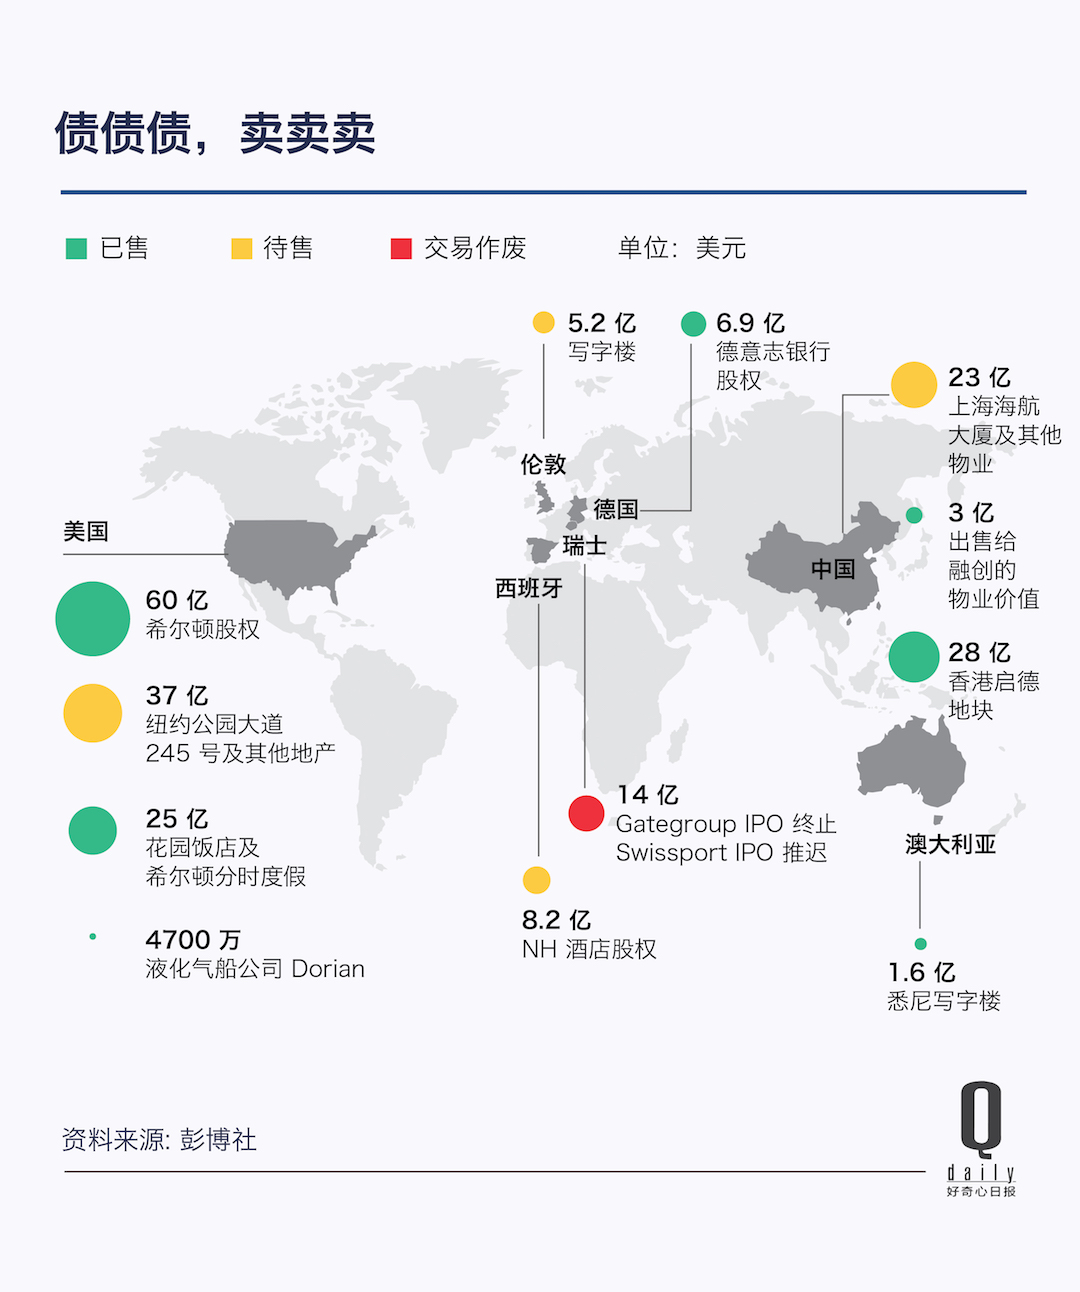 债债债，卖卖卖
已售
待售
交易作废
单位：美元
5.2 亿
写字楼
伦敦
6.9 亿
德意志银行
股权
德国
23 亿
上海海航
大厦及其他
物业
3 亿
出售给
融创的
物业价值
中国
28 亿
香港启德
地块
美国
60 亿
希尔顿股权
37 亿
纽约公园大道
245 号及其他地产
25 亿
花园饭店及
希尔顿分时度假
4700 万
液化气船公司 Dorian
瑞士
14 亿
Gategroup IPO 终止
Swissport IPO 推迟
西班牙
8.2 亿
NH 酒店股权
澳大利亚
1.6 亿
悉尼写字楼
资料来源: 彭博社
Q
daily
好奇心日报